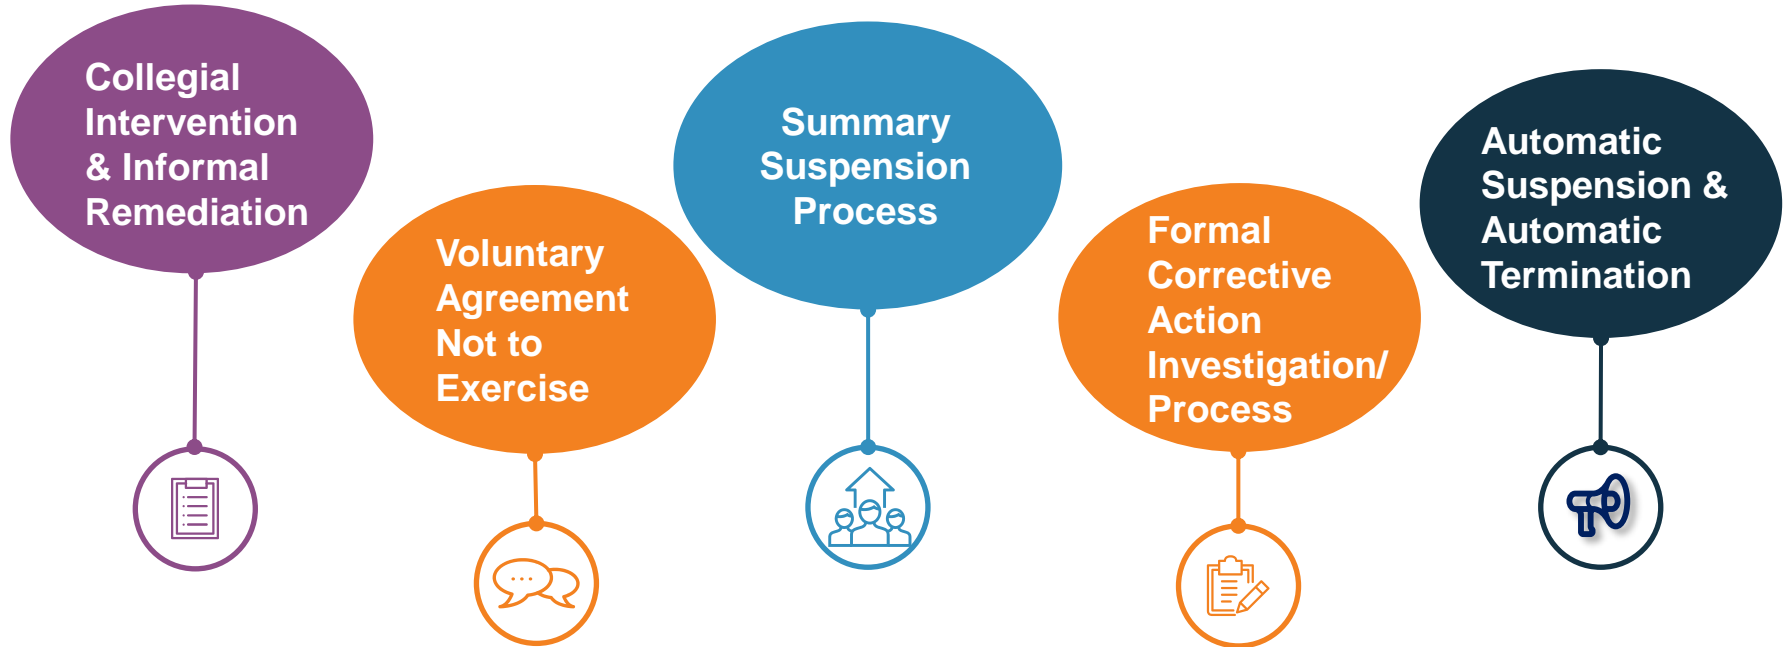 Collegial
Intervention
& Informal
Remediation
Voluntary
Agreement
Not to
Exercise
Summary
Suspension
Process
Formal
Corrective
Action
Investigation/
Process
Automatic
Suspension &
Automatic
Termination